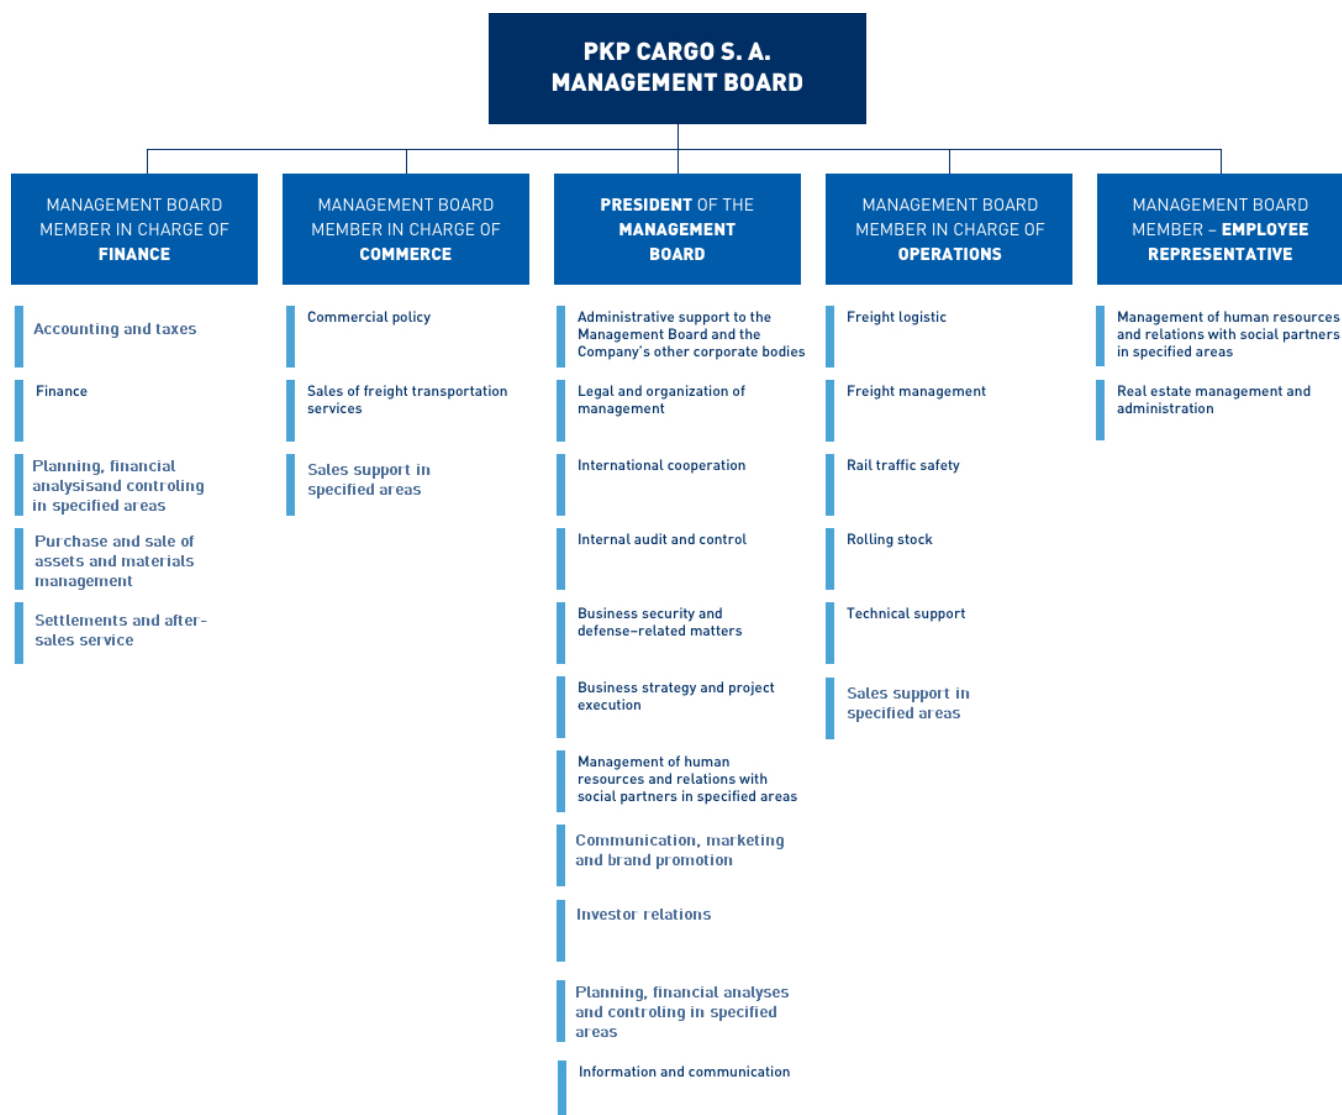 PKP CARGO S. A.
MANAGEMENT BOARD
MANAGEMENT BOARD
MEMBER IN CHARGE OF
FINANCE
Accounting and taxes
Finance
Planning, financial
analysisand controling
in specified areas
Purchase and sale of
assets and materials
management
Settlements and after-
sales service
MANAGEMENT BOARD
MEMBER IN CHARGE OF
COMMERCE
Commercial policy
Sales of freight transportation
services
Sales support in
specified areas
PRESIDENT OF THE
MANAGEMENT
BOARD
Administrative support to the
Management Board and the
Company's other corporate bodies
Legal and organization of
management
International cooperation
Internal audit and control
Business security and
defense–related matters
Business strategy and project
execution
Management of human
resources and relations with
social partners in specified areas
Communication, marketing
and brand promotion
Investor relations
Planning, financial analyses
and controling in specified
areas
Information and communication
MANAGEMENT BOARD
MEMBER IN CHARGE OF
OPERATIONS
Freight logistic
Freight management
Rail traffic safety
Rolling stock
Technical support
Sales support in
specified areas
MANAGEMENT BOARD
MEMBER – EMPLOYEE
REPRESENTATIVE
Management of human resources
and relations with social partners
in specified areas
Real estate management and
administration